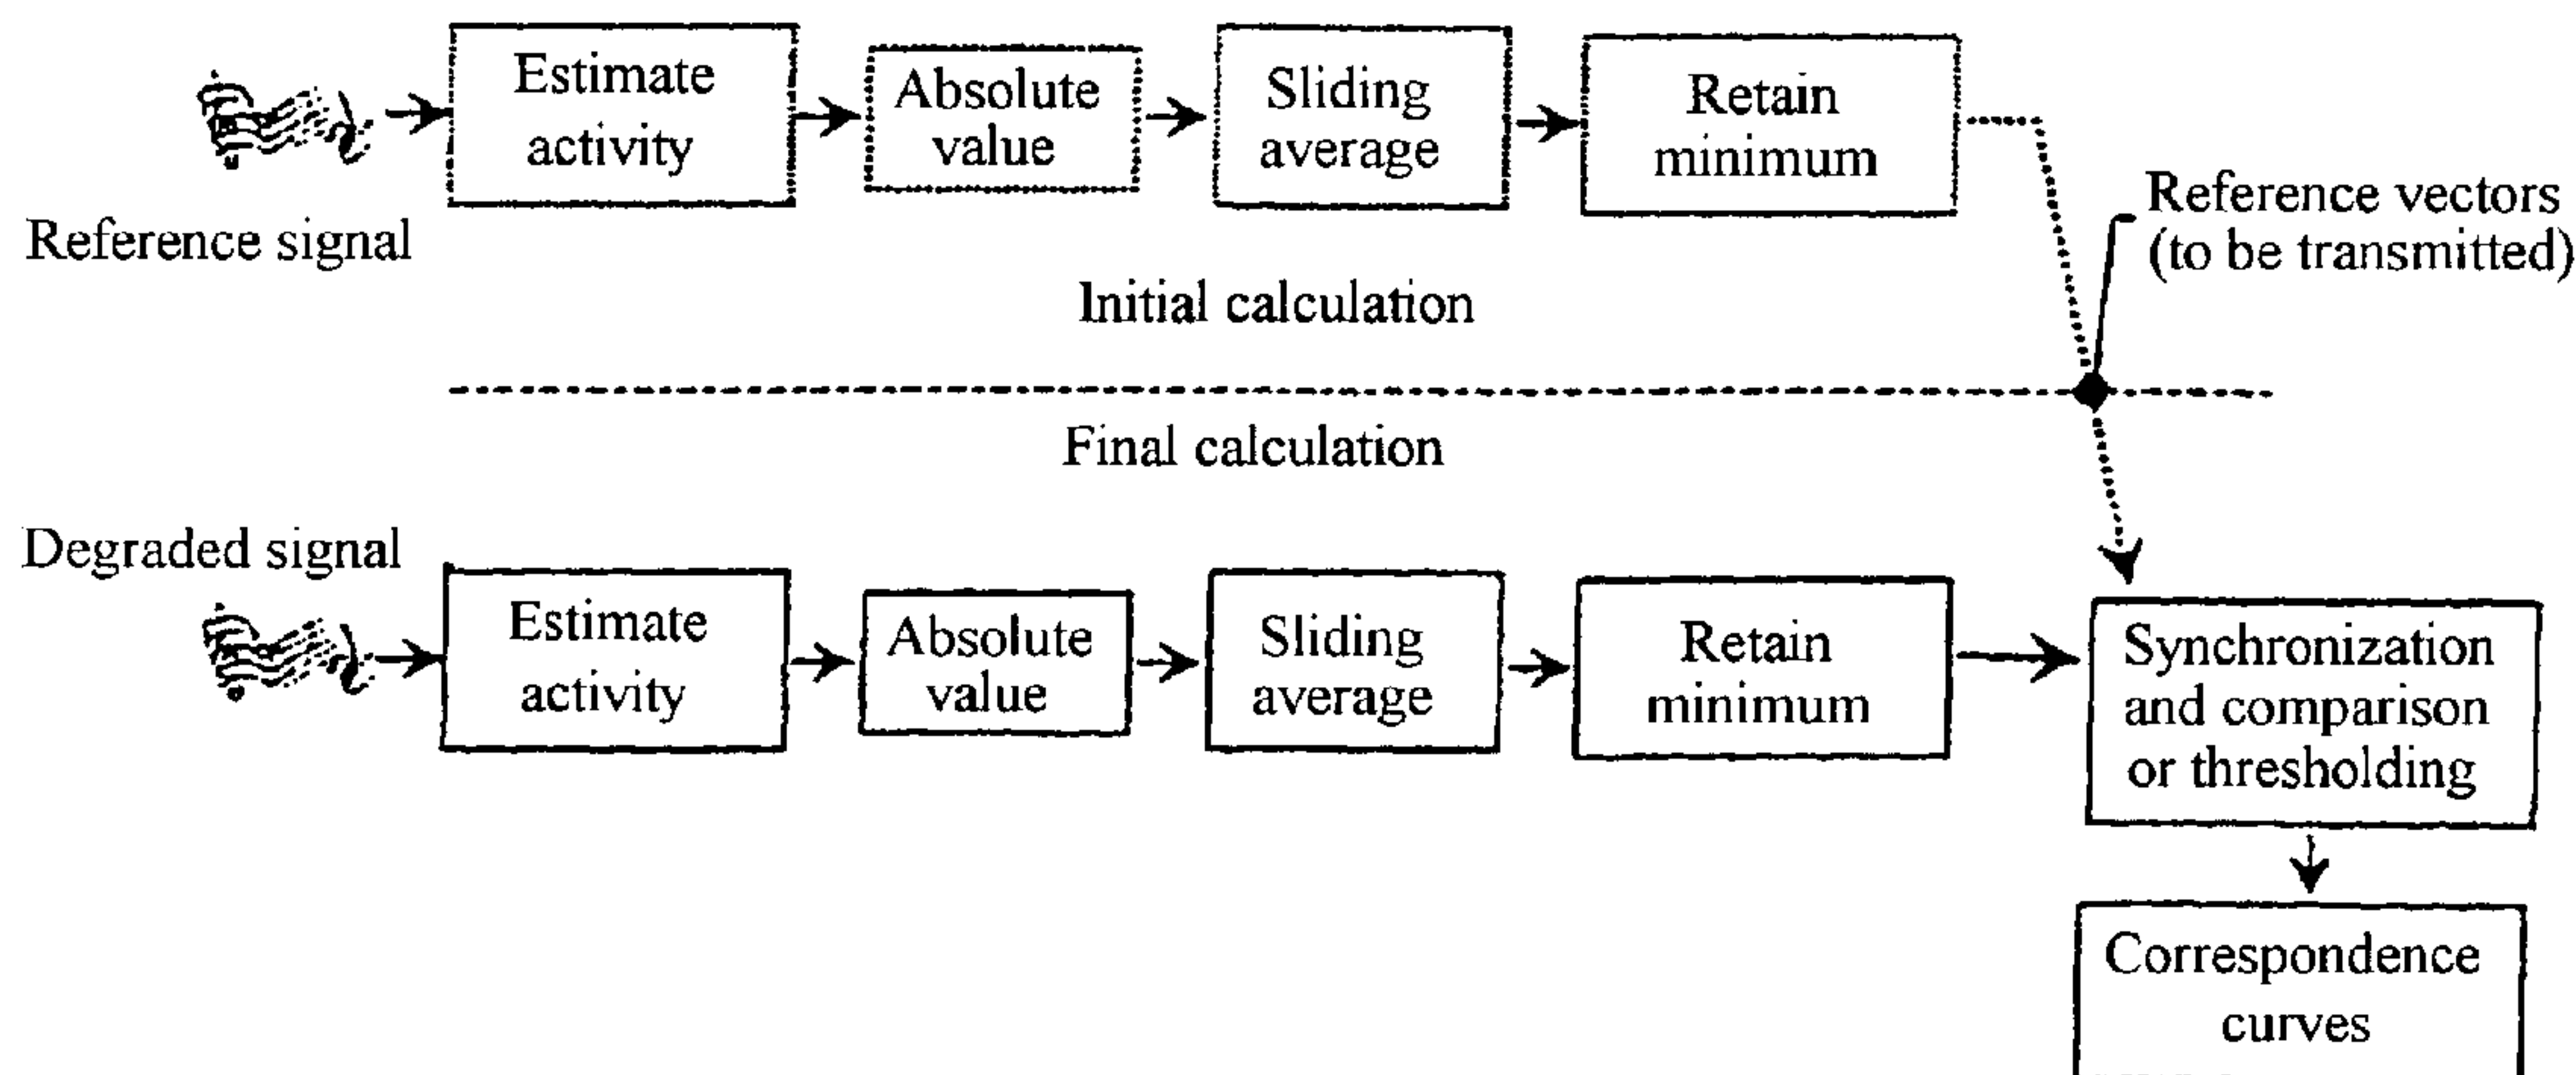 Estimate
activity
Absolute
value
Sliding
average
Retain
minimum
Reference signal
Reference vectors
(to be transmitted)
Initial calculation
Final calculation
Degraded signal
Estimate
activity
Absolute
value
Sliding
average
Retain
minimum
Synchronization
and comparison
or thresholding
Correspondence
curves